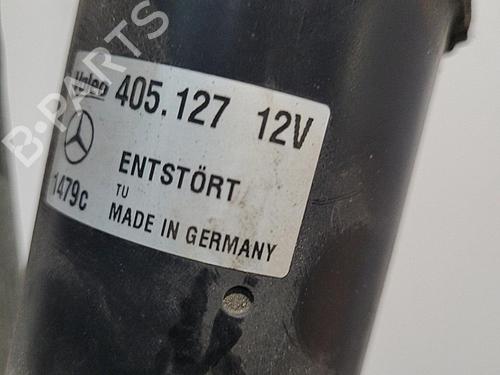 B-PARTS
Valeo 405.127 12V
ENTSTÖRT
1479c TU
MADE IN GERMANY